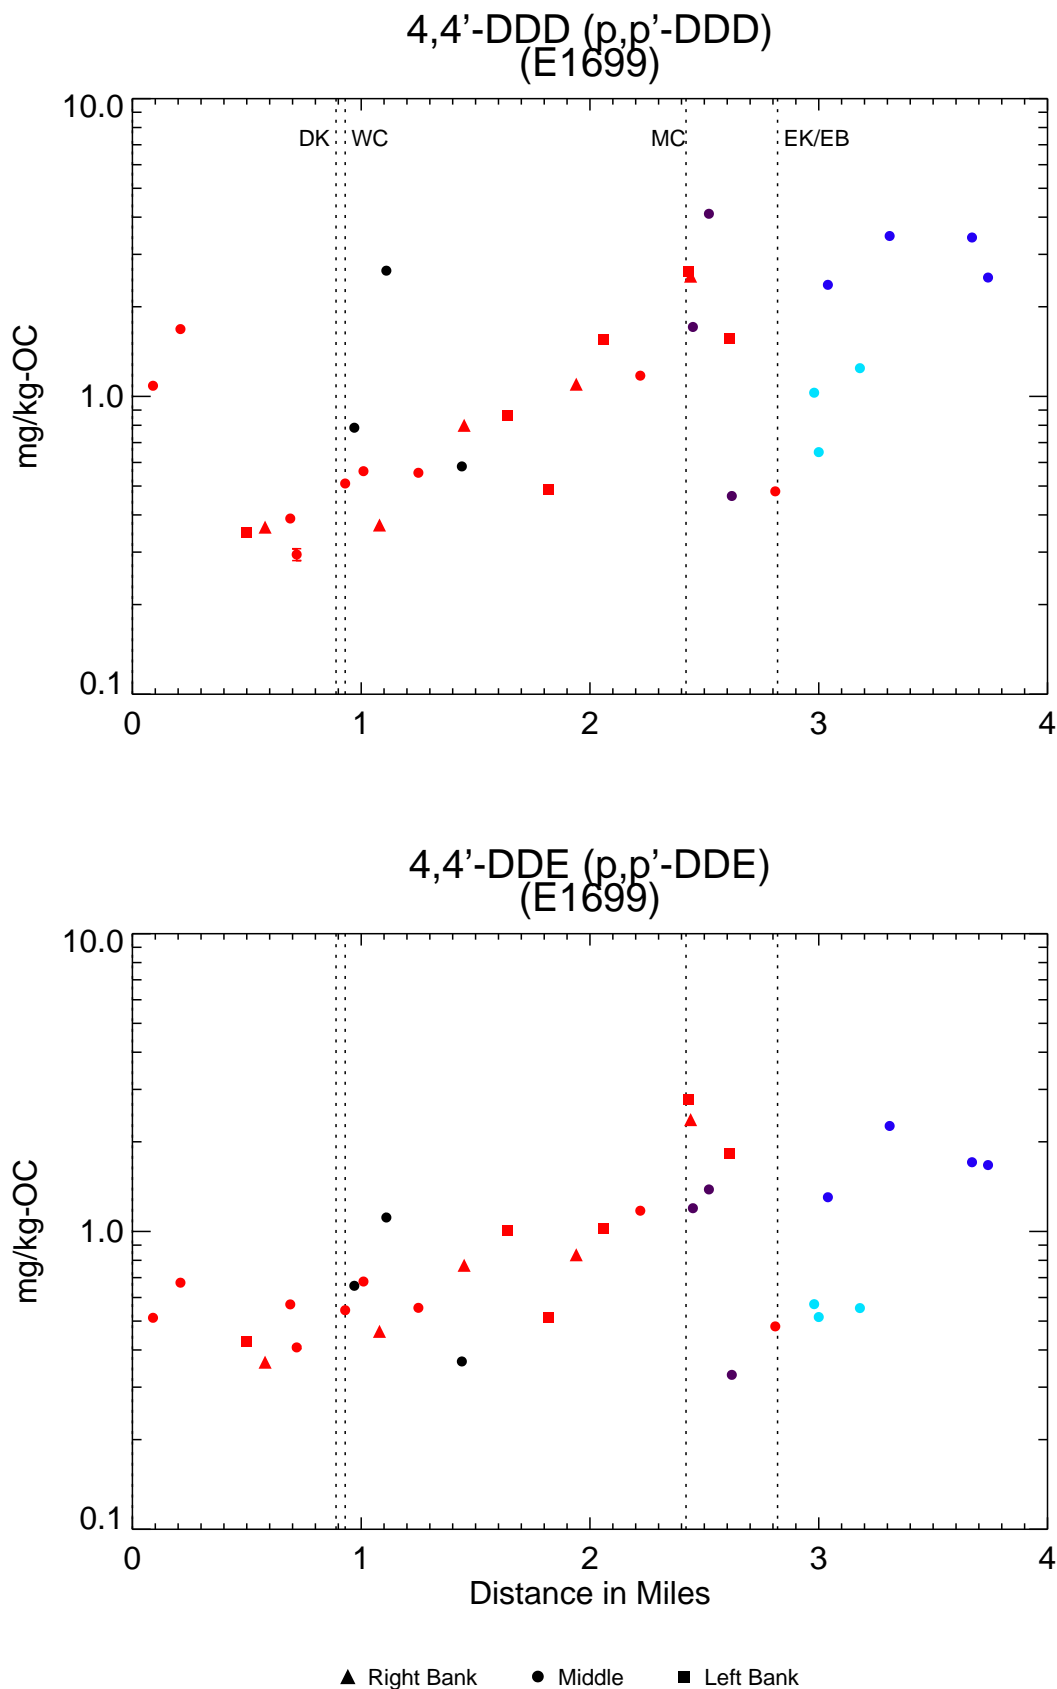 4,4'-DDD (p,p'-DDD)
(E1699)
10.0
DK WC MC EK/EB
1.0
mg/kg-OC
0.1
0 1 2 3 4
4,4'-DDE (p,p'-DDE)
(E1699)
10.0
1.0
mg/kg-OC
0.1
0 1 2 3 4
Distance in Miles
Right Bank Middle Left Bank